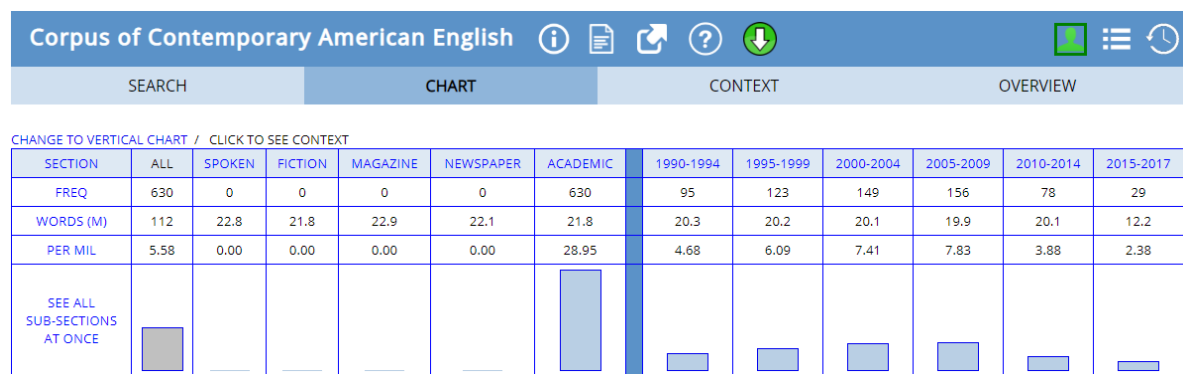 Corpus of Contemporary American English
SEARCH CHART CONTEXT OVERVIEW
CHANGE TO VERTICAL CHART / CLICK TO SEE CONTEXT
SECTION ALL SPOKEN FICTION MAGAZINE NEWSPAPER ACADEMIC 1990-1994 1995-1999 2000-2004 2005-2009 2010-2014 2015-2017
FREQ 630 0 0 0 0 630 95 123 149 156 78 29
WORDS (M) 112 22.8 21.8 22.9 22.1 21.8 20.3 20.2 20.1 19.9 20.1 12.2
PER MIL 5.58 0.00 0.00 0.00 0.00 28.95 4.68 6.09 7.41 7.83 3.88 2.38
SEE ALL
SUB-SECTIONS
AT ONCE